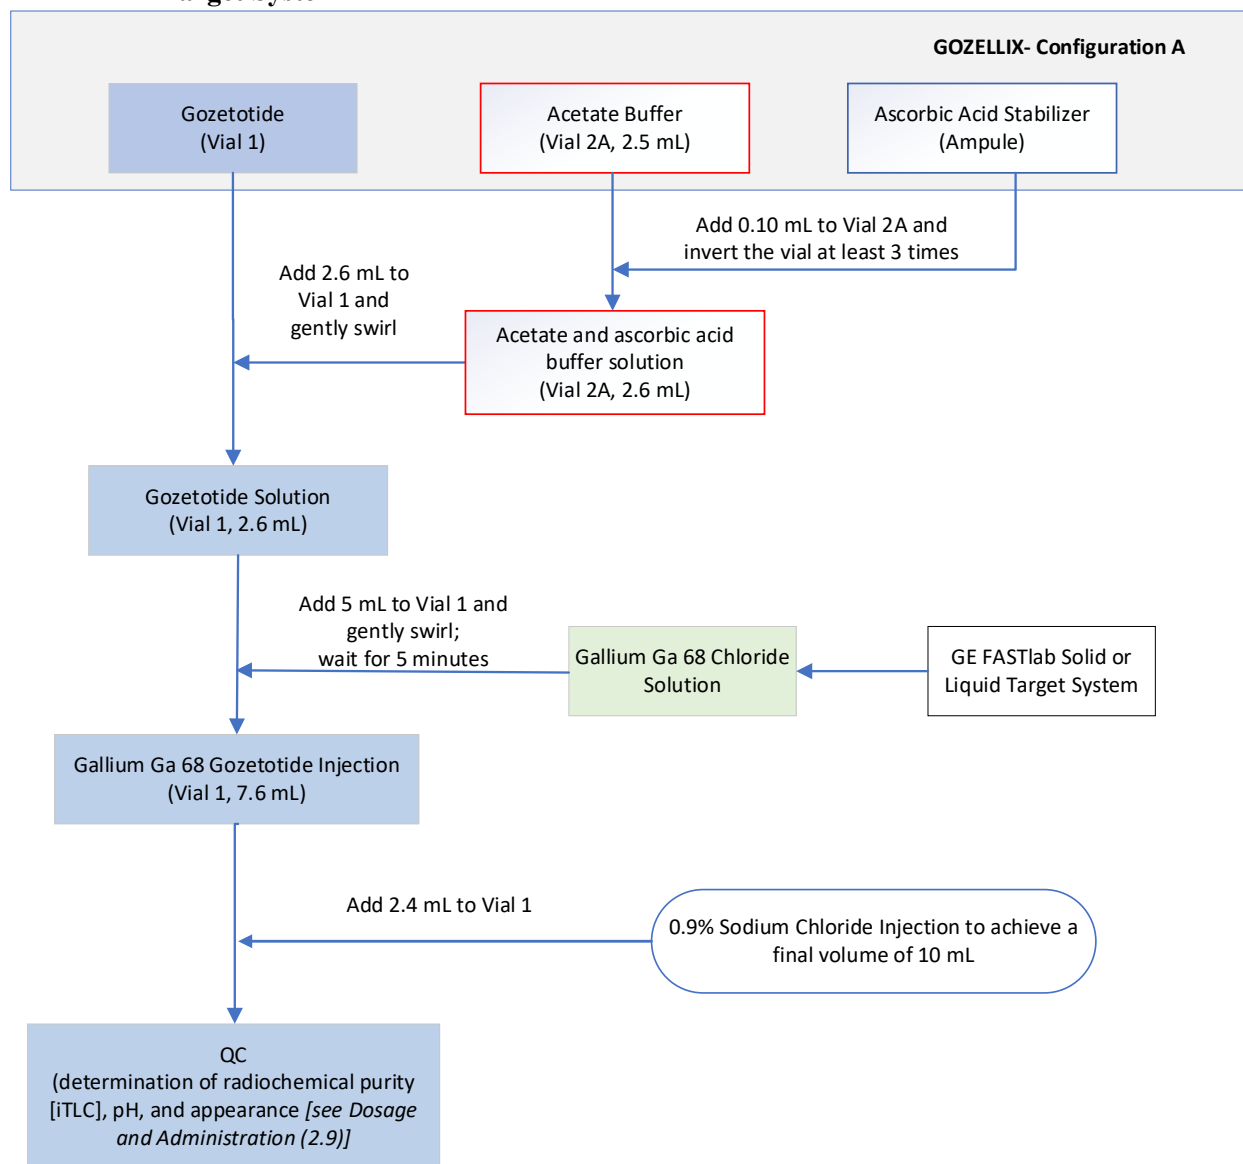 GOZELLIX- Configuration A
Gozetotide
(Vial 1)
Acetate Buffer
(Vial 2A, 2.5 mL)
Ascorbic Acid Stabilizer
(Ampule)
Add 0.10 mL to Vial 2A and
invert the vial at least 3 times
Add 2.6 mL to
Vial 1 and
gently swirl
Acetate and ascorbic acid
buffer solution
(Vial 2A, 2.6 mL)
Gozetotide Solution
(Vial 1, 2.6 mL)
Add 5 mL to Vial 1 and
gently swirl;
wait for 5 minutes
Gallium Ga 68 Chloride
Solution
GE FASTlab Solid or
Liquid Target System
Gallium Ga 68 Gozetotide Injection
(Vial 1, 7.6 mL)
Add 2.4 mL to Vial 1
0.9% Sodium Chloride Injection to achieve a
final volume of 10 mL
QC
(determination of radiochemical purity
[iTLC], pH, and appearance [see Dosage
and Administration (2.9)]